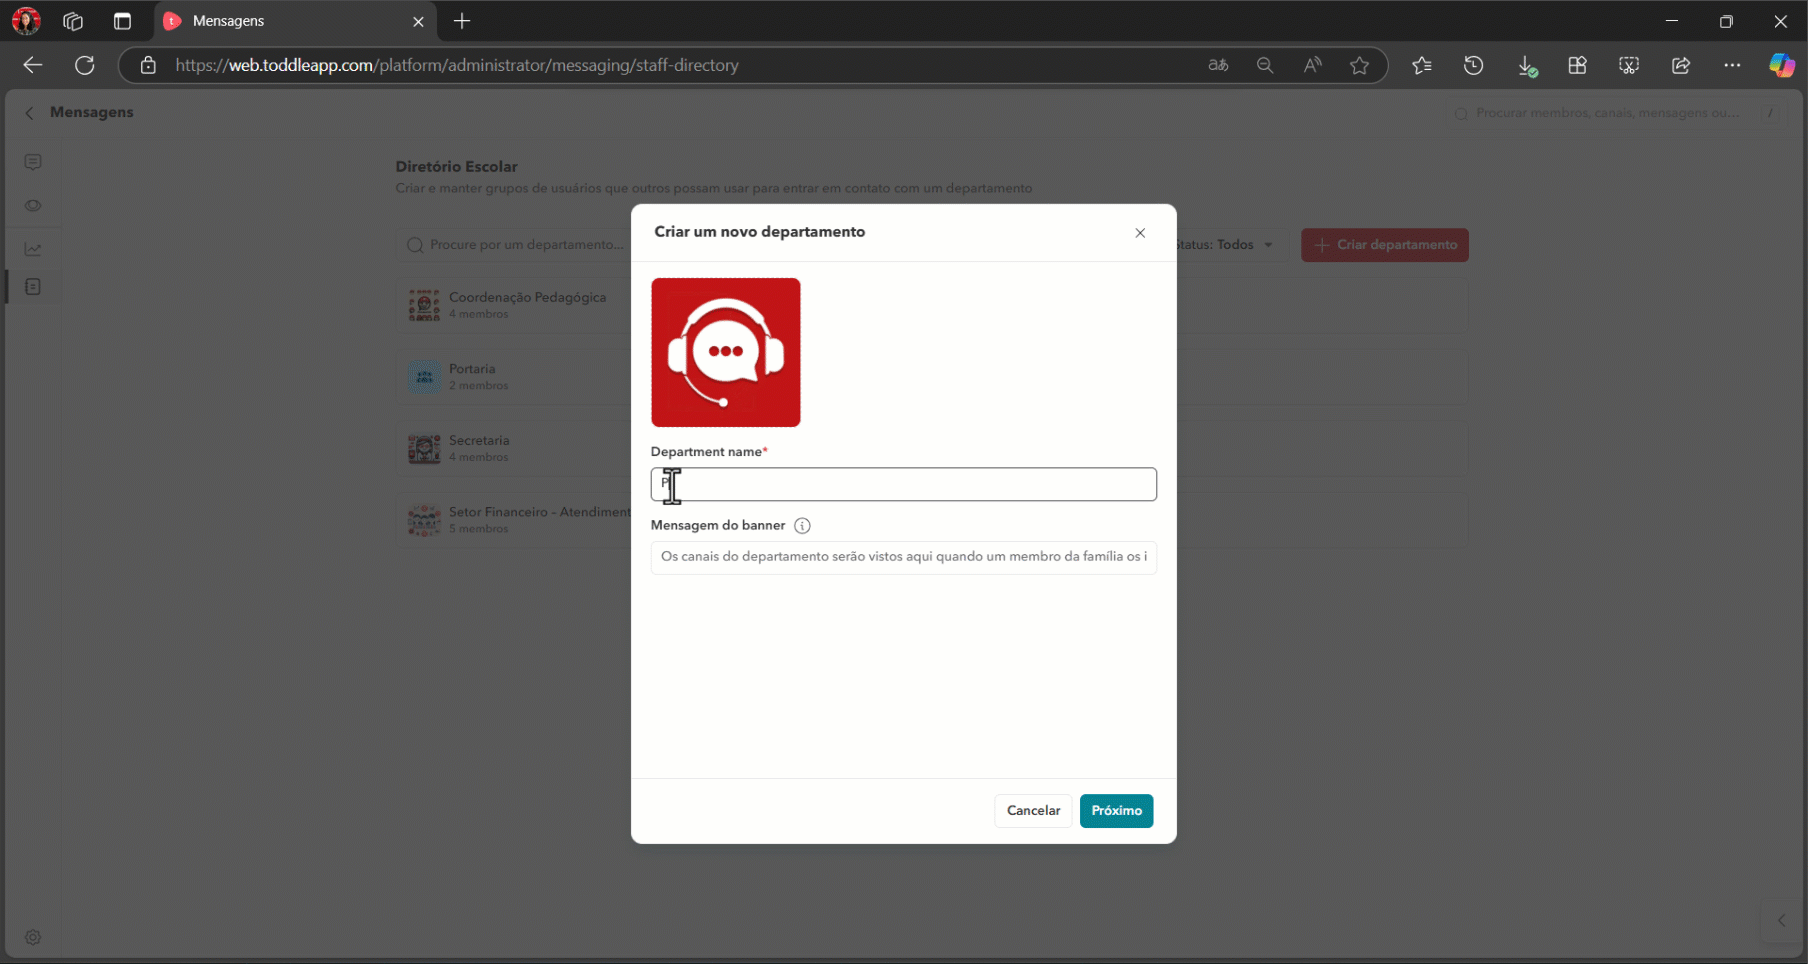 Mensagens
https://web.toddleapp.com/platform/administrator/messaging/staff-directory
Mensagens
Procurar membros, canais, mensagens ou... /
Diretório Escolar
Criar e manter grupos de usuários que outros possam usar para entrar em contato com um departamento
Procure por um departamento...
Status: Todos
Criar departamento
Coordenação Pedagógica
4 membros
Portaria
2 membros
Secretaria
4 membros
Setor Financeiro - Atendiment
5 membros
Criar um novo departamento
Department name*
P
Mensagem do banner
Os canais do departamento serão vistos aqui quando um membro da família os i
Cancelar
Próximo